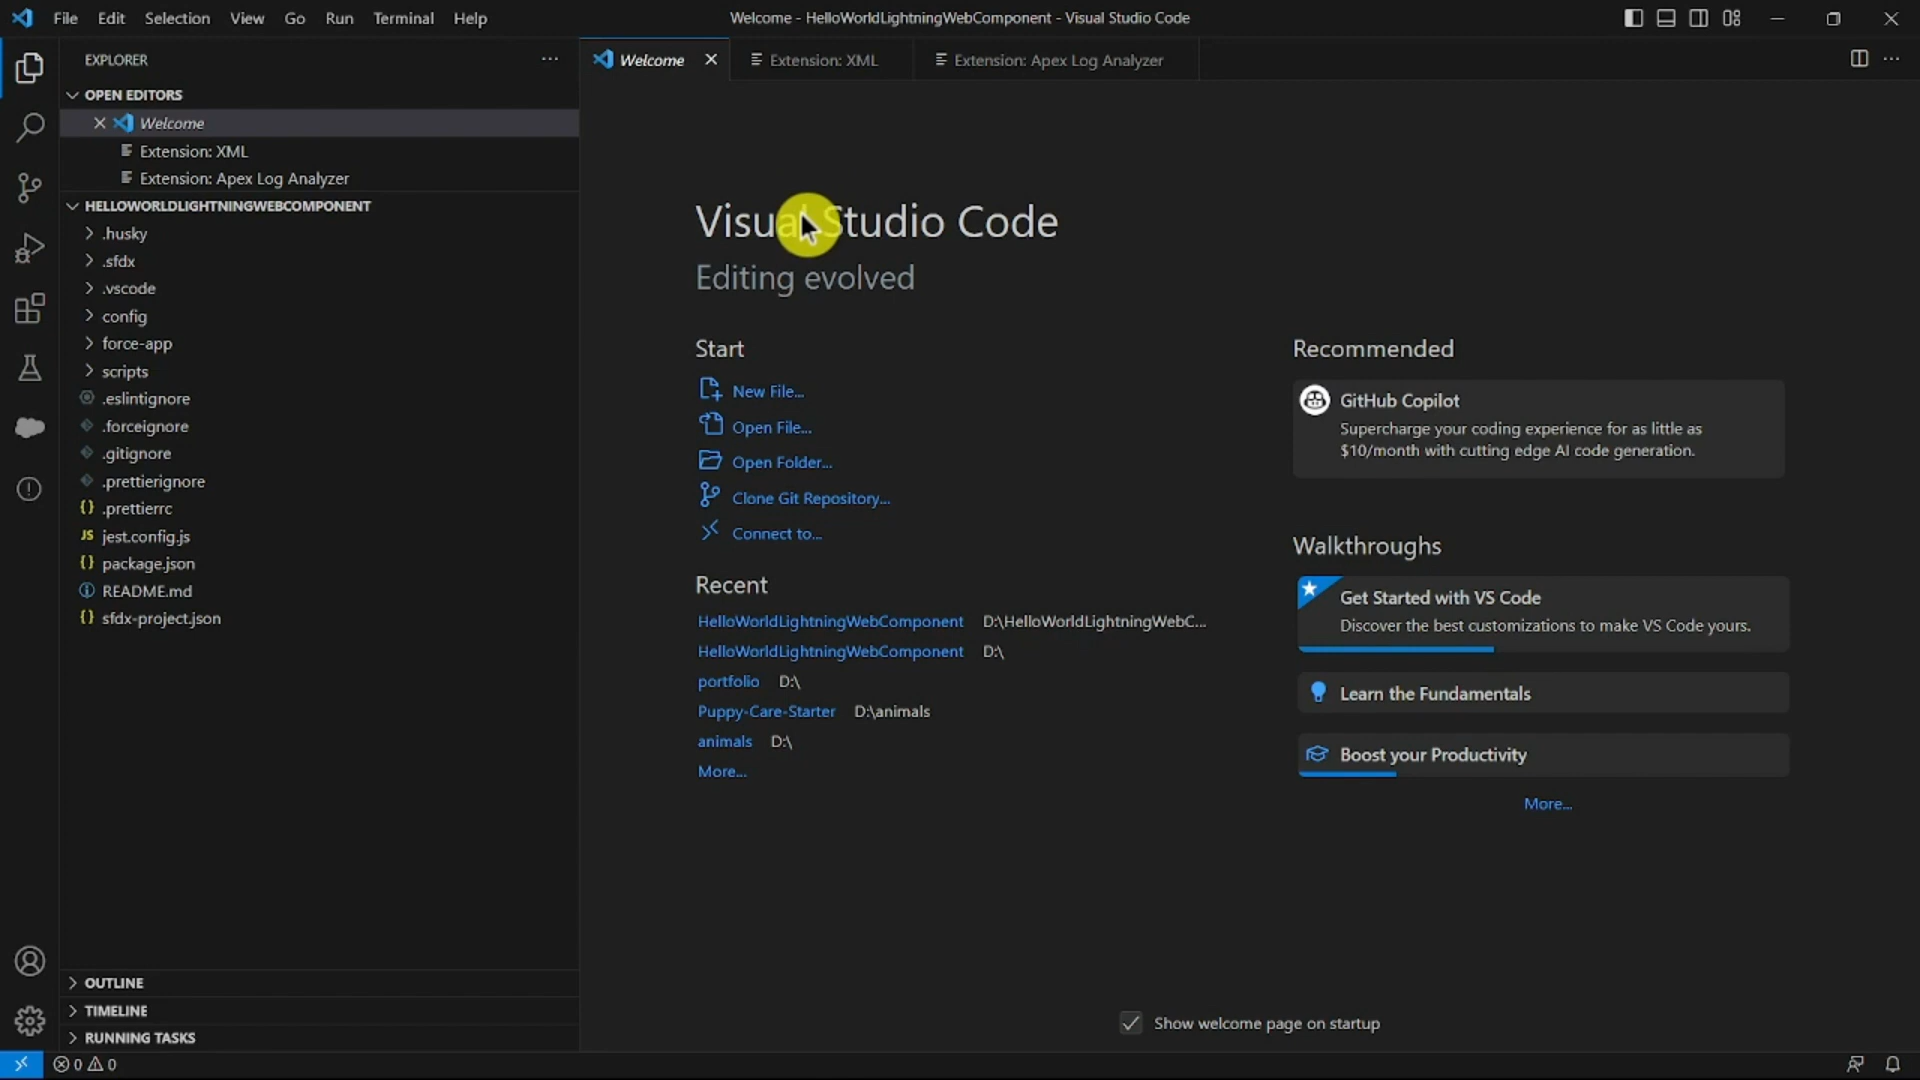 File Edit Selection View Go Run Terminal Help
Welcome - HelloWorldLightningWebComponent - Visual Studio Code
EXPLORER
Welcome
Extension: XML
Extension: Apex Log Analyzer
OPEN EDITORS
Welcome
Extension: XML
Extension: Apex Log Analyzer
HELLOWORLDLIGHTNINGWEBCOMPONENT
.husky
.sfdx
.vscode
config
force-app
scripts
.eslintignore
.forceignore
.gitignore
.prettierignore
.prettierrc
JS jest.config.js
package.json
README.md
sfdx-project.json
OUTLINE
TIMELINE
RUNNING TASKS
Visual Studio Code
Editing evolved
Start
New File...
Open File...
Open Folder...
Clone Git Repository...
Connect to...
Recent
HelloWorldLightningWebComponent D:\HelloWorldLightningWebC...
HelloWorldLightningWebComponent D:\
portfolio D:\
Puppy-Care-Starter D:\animals
animals D:\
More...
Recommended
GitHub Copilot
Supercharge your coding experience for as little as
$10/month with cutting edge AI code generation.
Walkthroughs
Get Started with VS Code
Discover the best customizations to make VS Code yours.
Learn the Fundamentals
Boost your Productivity
More...
Show welcome page on startup
0 0